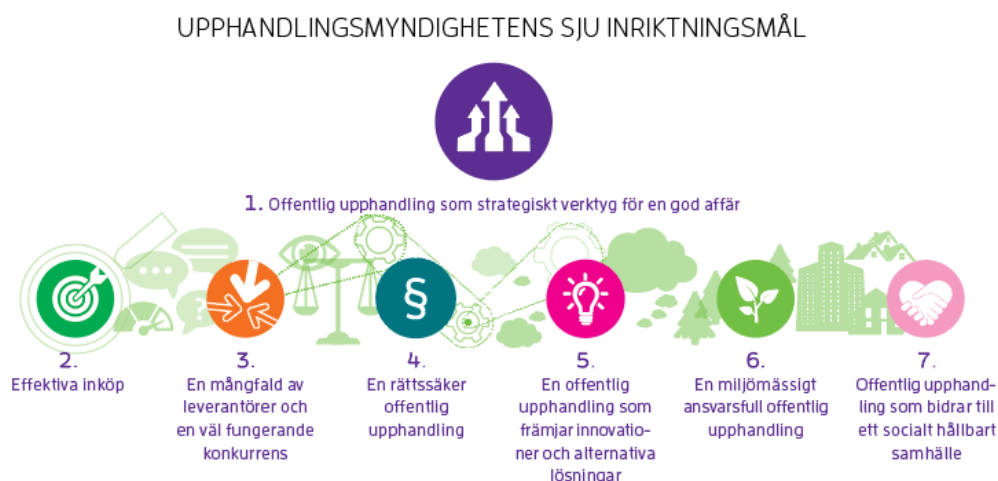 UPPHANDLINGSMYNDIGHETENS SJU INRIKTNINGSMÅL
1. Offentlig upphandling som strategiskt verktyg för en god affär
2.
Effektiva inköp
3.
En mångfald av
leverantörer och
en väl fungerande
konkurrens
4.
En rättssäker
offentlig
upphandling
5.
En offentlig
upphandling som
främjar innovatio-
ner och alternativa
lösningar
6.
En miljömässigt
ansvarsfull offentlig
upphandling
7.
Offentlig upphand-
ling som bidrar till
ett socialt hållbart
samhälle